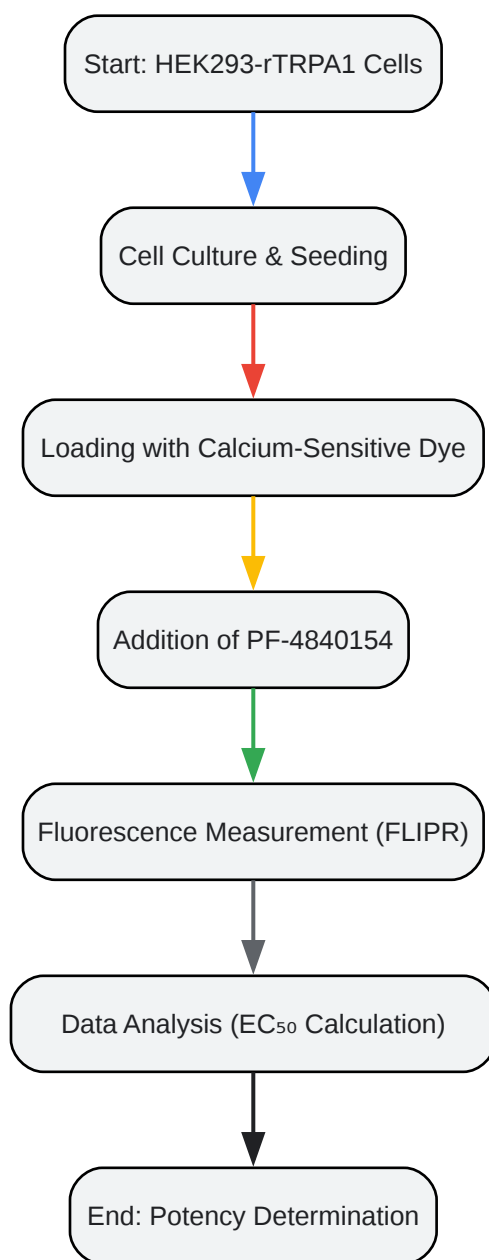 Start: HEK293-rTRPA1 Cells
Cell Culture & Seeding
Loading with Calcium-Sensitive Dye
Addition of PF-4840154
Fluorescence Measurement (FLIPR)
Data Analysis (EC₅₀ Calculation)
End: Potency Determination